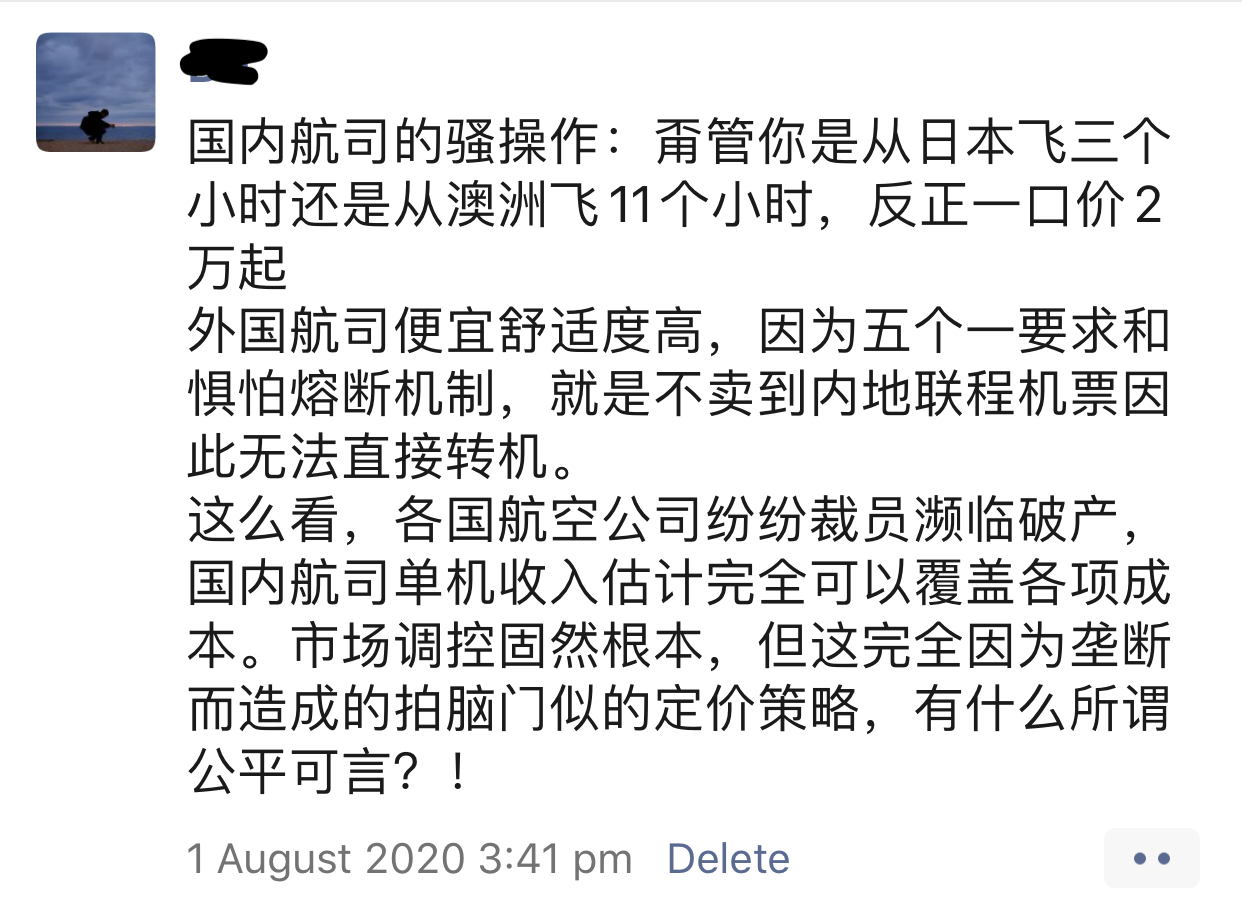 国内航司的骚操作：甭管你是从日本飞三个
小时还是从澳洲飞11个小时，反正一口价2
万起
外国航司便宜舒适度高，因为五个一要求和
惧怕熔断机制，就是不卖到内地联程机票因
此无法直接转机。
这么看，各国航空公司纷纷裁员濒临破产，
国内航司单机收入估计完全可以覆盖各项成
本。市场调控固然根本，但这完全因为垄断
而造成的拍脑门似的定价策略，有什么所谓
公平可言？！
1 August 2020 3:41 pm Delete